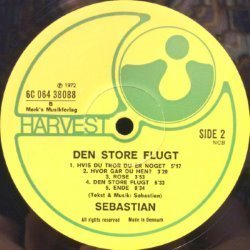 ℗ 1972
6C 064 38088
B
Mork's Musikforlag
HARVEST
SIDE 2
NCB
DEN STORE FLUGT
1. HVIS DU TROR DU ER NOGET 5'17
2. HVOR GÅR DU HEN? 3'29
3. ROSE 3'53
4. DEN STORE FLUGT 6'33
5. ENDE 0'34
(Tekst & Musik: Sebastian)
SEBASTIAN
All rights reserved Made in Denmark